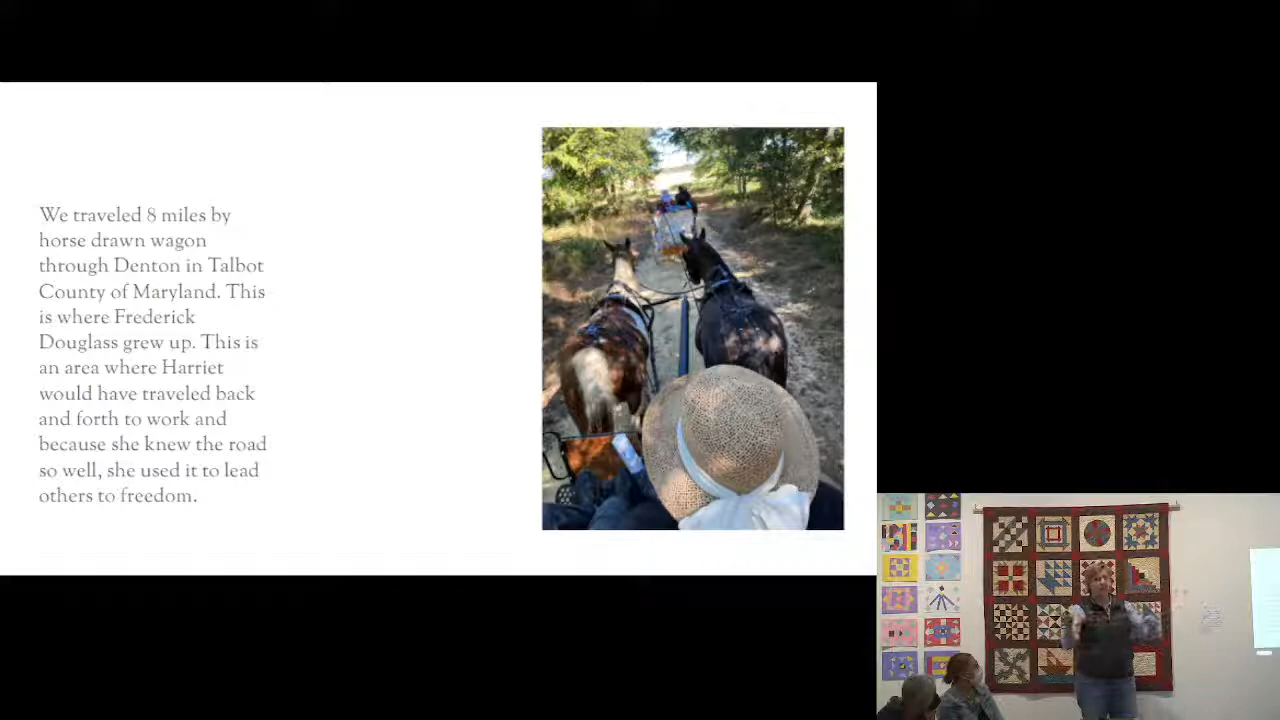 We traveled 8 miles by
horse drawn wagon
through Denton in Talbot
County of Maryland. This
is where Frederick
Douglass grew up. This is
an area where Harriet
would have traveled back
and forth to work and
because she knew the road
so well, she used it to lead
others to freedom.